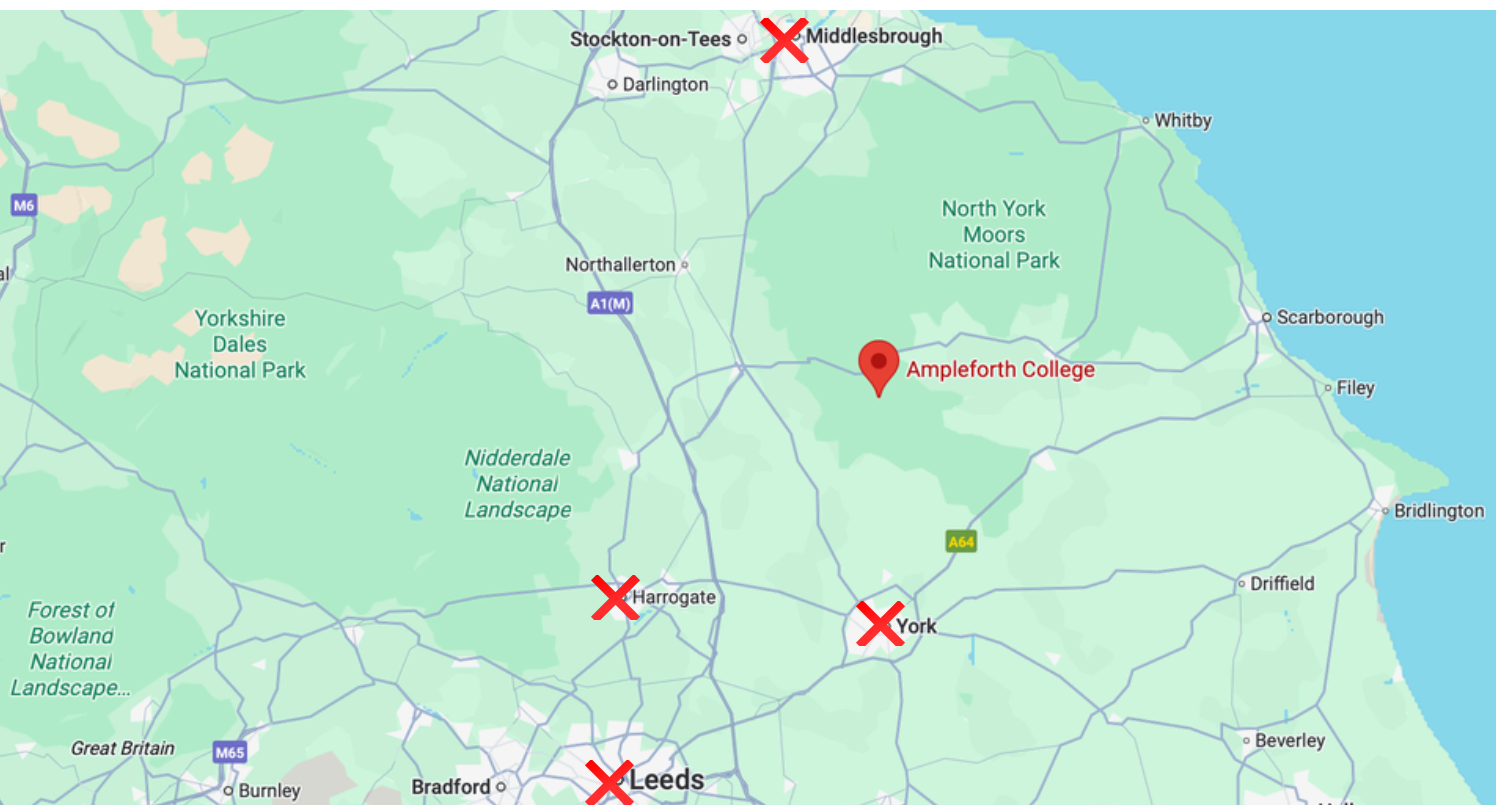 Stockton-on-Tees
Middlesbrough
Darlington
Whitby
M6
North York
Moors
National Park
Northallerton
al
A1(M)
Yorkshire
Dales
National Park
Scarborough
Ampleforth College
Filey
Nidderdale
National
Landscape
Bridlington
A64
r
Driffield
Harrogate
York
Forest of
Bowland
National
Landscape...
Great Britain
M65
Beverley
Leeds
Bradford
Burnley